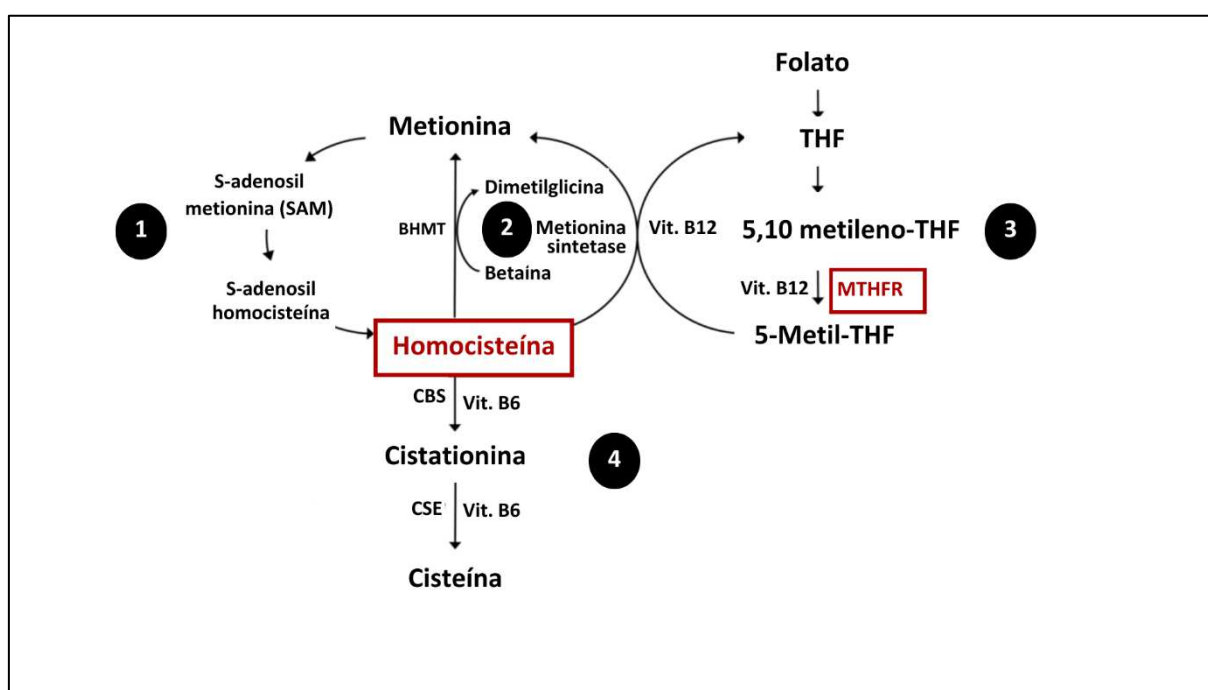 Folato
THF
Metionina
S-adenosil
metionina (SAM)
1
Dimetilglicina
BHMT
2
Metionina
sintetase
Vit. B12
5,10 metileno-THF
3
Betaína
S-adenosil
homocisteína
Vit. B12
MTHFR
5-Metil-THF
Homocisteína
CBS
Vit. B6
Cistationina
4
CSE
Vit. B6
Cisteína